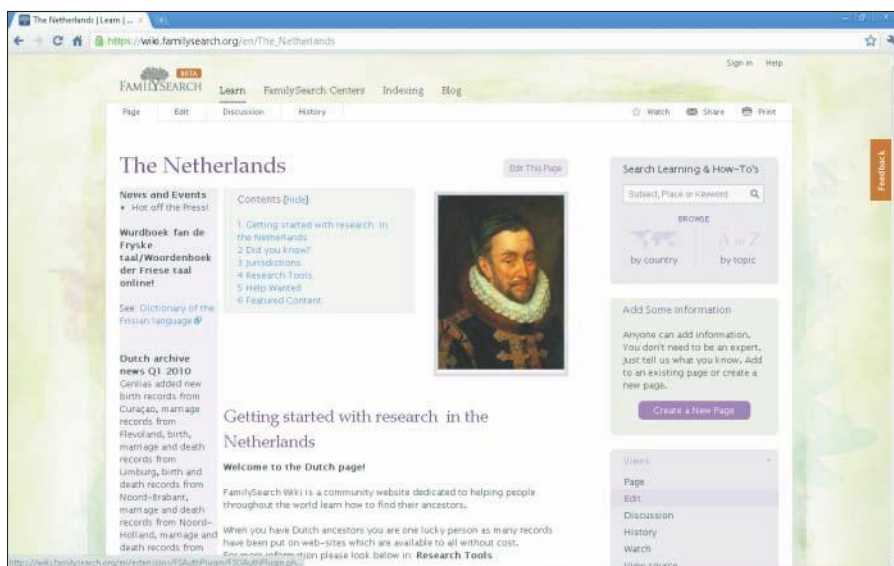 The Netherlands | Learn | ...
https://wiki.familysearch.org/en/The_Netherlands
Sign in Help
BETA
FAMILYSEARCH
Learn FamilySearch Centers Indexing Blog
Page Edit Discussion History
Watch Share Print
Feedback
The Netherlands
Edit This Page
News and Events
Hot off the Press!
Wurdboek fan de
Fryske
taal/Woordenboek
der Friese taal
online!
See: Dictionary of the
Frisian language
Dutch archive
news Q1 2010
Genlias added new
birth records from
Curaçao, marriage
records from
Flevoland, birth,
marriage and death
records from
Limburg, birth and
death records from
Noord-Brabant,
marriage and death
records from Noord-
Holland, marriage and
death records from
Contents [hide]
1 Getting started with research in
the Netherlands
2 Did you know?
3 Jurisdictions
4 Research Tools
5 Help Wanted
6 Featured Content
Getting started with research in the
Netherlands
Welcome to the Dutch page!
FamilySearch Wiki is a community website dedicated to helping people
throughout the world learn how to find their ancestors.
When you have Dutch ancestors you are one lucky person as many records
have been put on web-sites which are available to all without cost.
For more information please look below in: Research Tools
Search Learning & How-To's
Subject, Place or Keyword
BROWSE
A to Z
by country by topic
Add Some Information
Anyone can add information.
You don't need to be an expert.
Just tell us what you know. Add
to an existing page or create a
new page.
Create a New Page
Views
Page
Edit
Discussion
History
Watch
View source